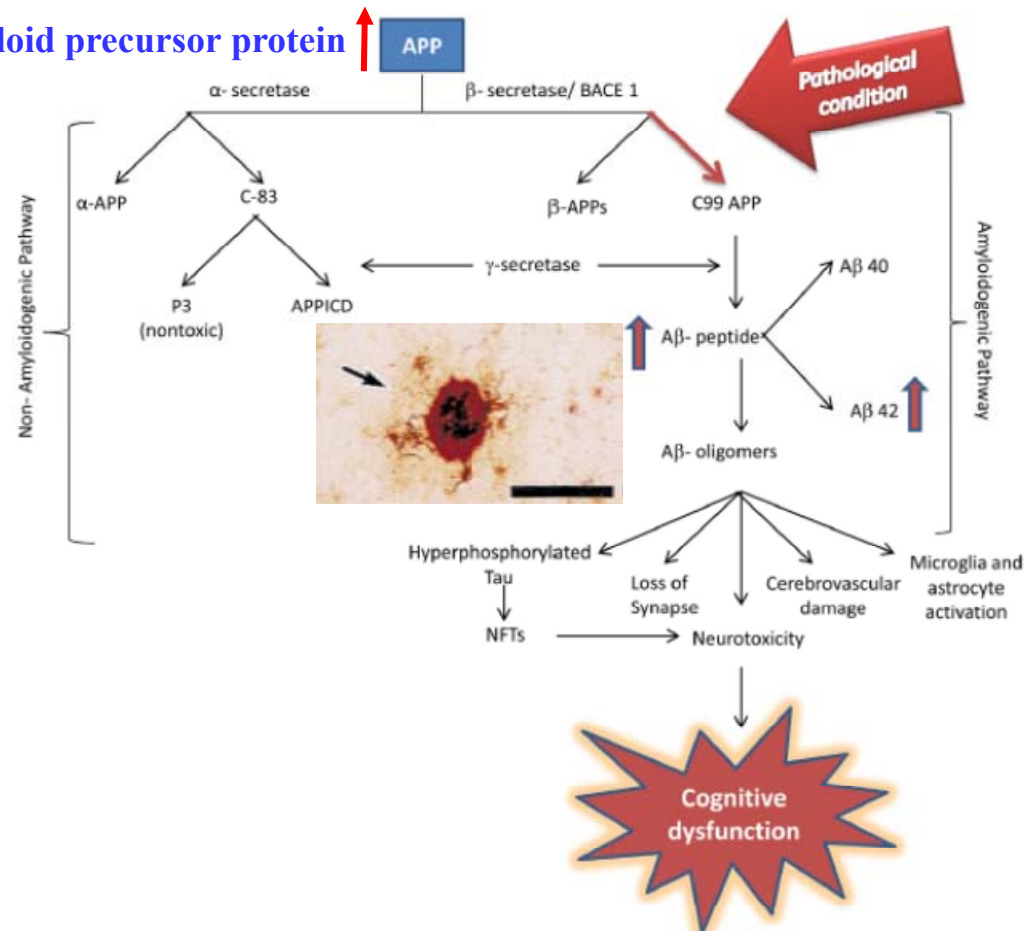 loid precursor protein
APP
Pathological
condition
α- secretase
β- secretase/ BACE 1
α-APP
C-83
β-APPs
C99 APP
γ-secretase
P3
(nontoxic)
APPICD
Aβ 40
Aβ- peptide
Aβ 42
Aβ- oligomers
Non- Amyloidogenic Pathway
Amyloidogenic Pathway
Hyperphosphorylated
Tau
NFTs
Loss of
Synapse
Cerebrovascular
damage
Microglia and
astrocyte
activation
Neurotoxicity
Cognitive
dysfunction